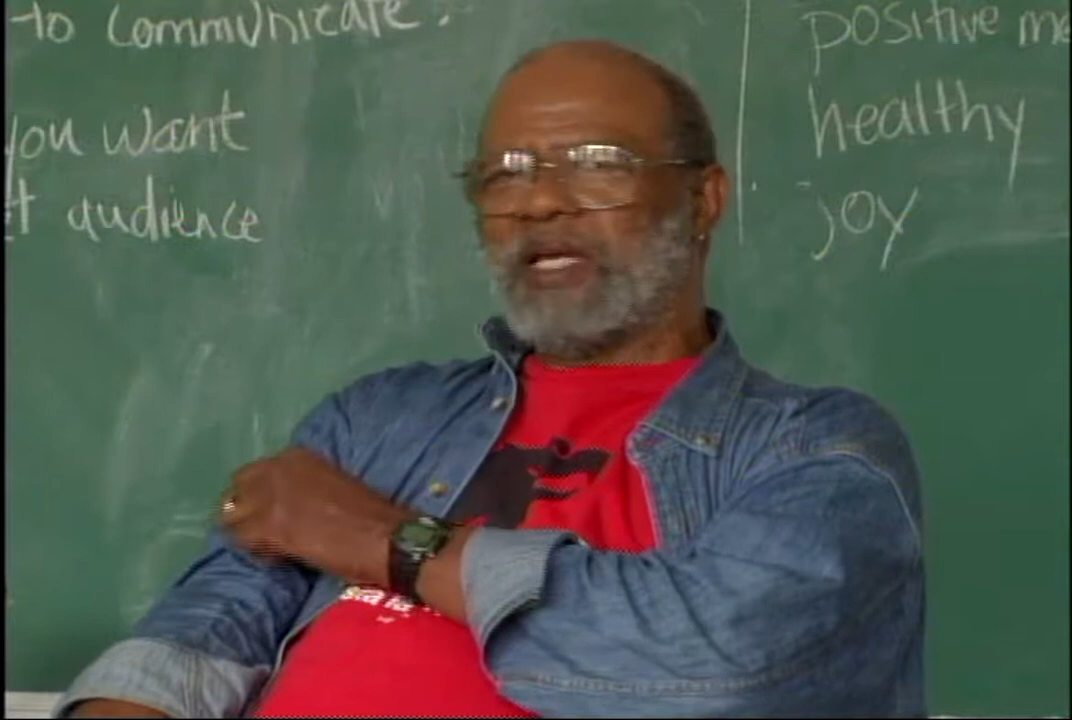 to communicate.
you want
audience
positive
healthy
joy